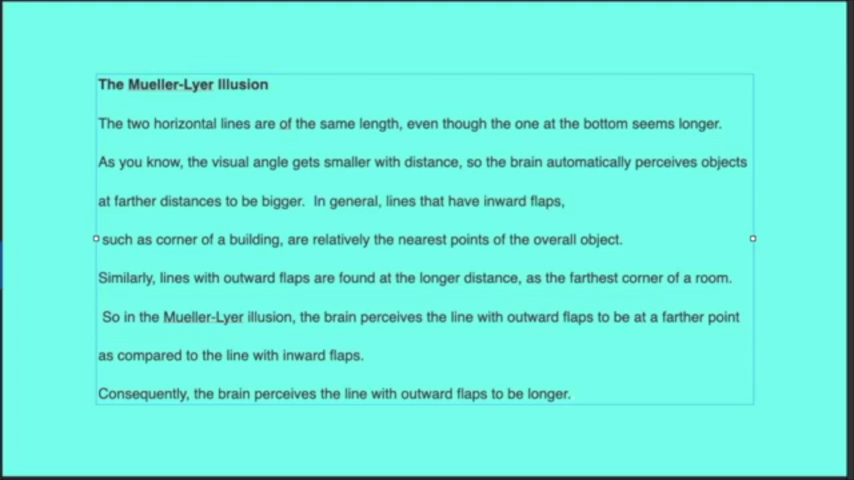 The Mueller-Lyer Illusion
The two horizontal lines are of the same length, even though the one at the bottom seems longer.
As you know, the visual angle gets smaller with distance, so the brain automatically perceives objects
at farther distances to be bigger.  In general, lines that have inward flaps,
such as corner of a building, are relatively the nearest points of the overall object.
Similarly, lines with outward flaps are found at the longer distance, as the farthest corner of a room.
So in the Mueller-Lyer illusion, the brain perceives the line with outward flaps to be at a farther point
as compared to the line with inward flaps.
Consequently, the brain perceives the line with outward flaps to be longer.